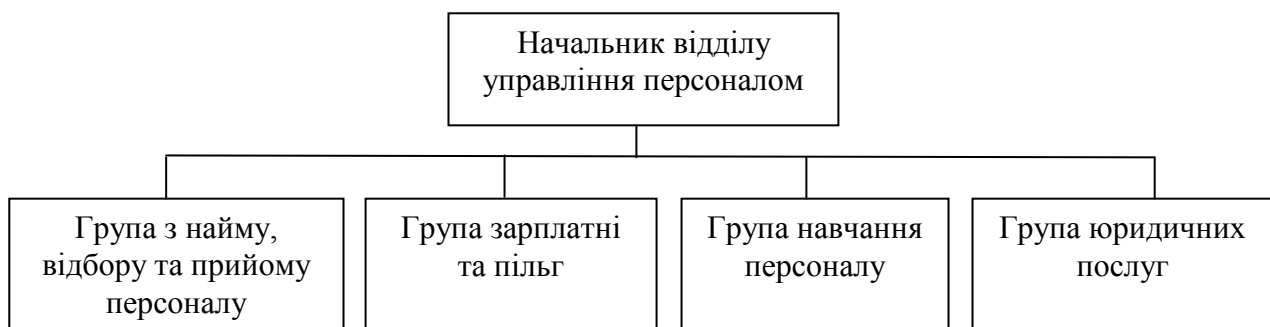 Начальник відділу
управління персоналом
Група з найму,
відбору та прийому
персоналу
Група зарплатні
та пільг
Група навчання
персоналу
Група юридичних
послуг